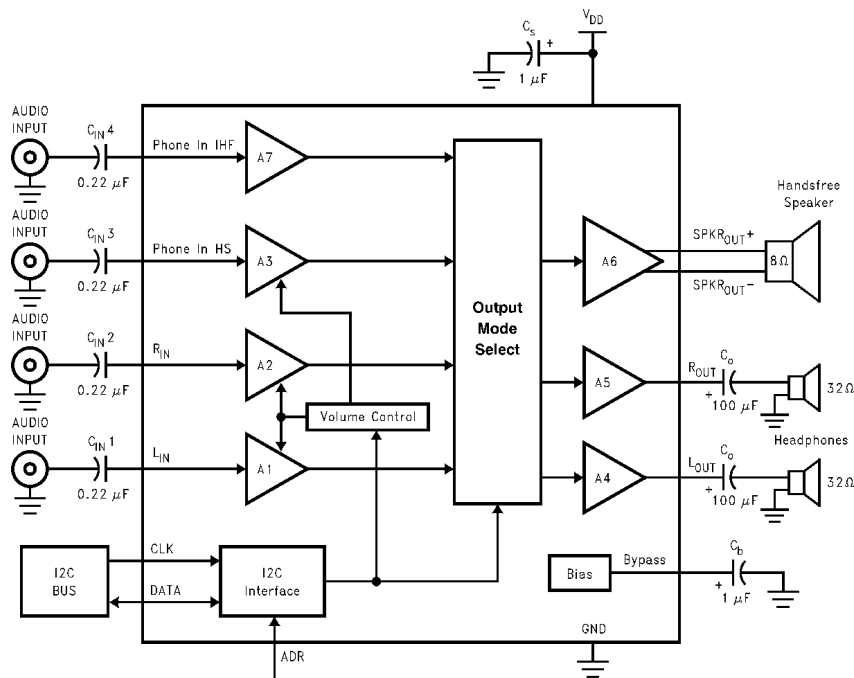 V_DD
C_s
+
1 μF
AUDIO
INPUT
C_IN 4
0.22 μF
Phone In IHF
A7
AUDIO
INPUT
C_IN 3
0.22 μF
Phone In HS
A3
AUDIO
INPUT
C_IN 2
0.22 μF
R_IN
A2
Volume Control
AUDIO
INPUT
C_IN 1
0.22 μF
L_IN
A1
Output
Mode
Select
A6
SPKR_OUT+
SPKR_OUT−
Handsfree
Speaker
8Ω
A5
R_OUT
C_o
+
100 μF
32Ω
Headphones
A4
L_OUT
C_o
+
100 μF
32Ω
I2C
BUS
CLK
DATA
I2C
Interface
ADR
Bias
Bypass
C_b
+
1 μF
GND